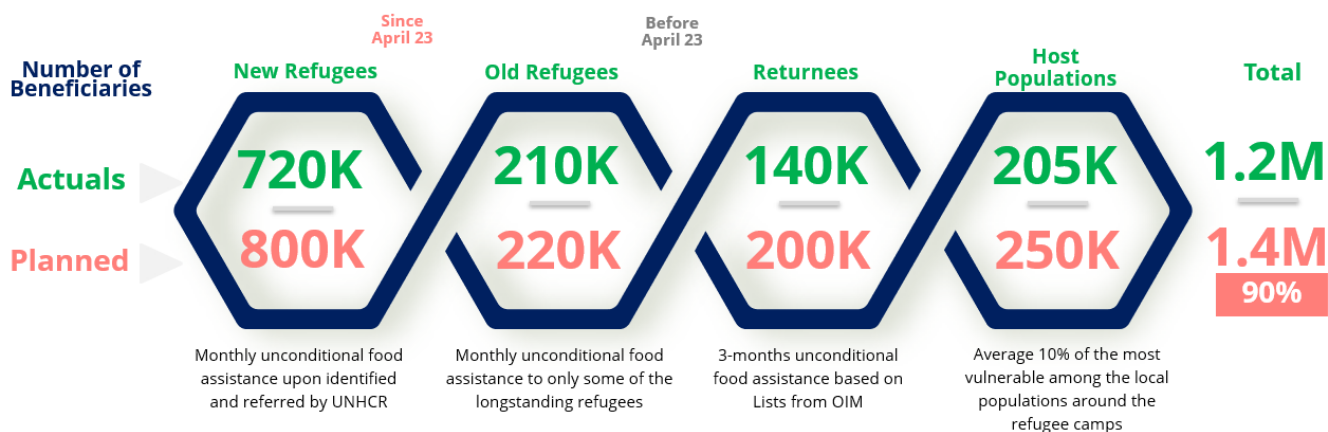 Since
April 23
Before
April 23
Number of
Beneficiaries
New Refugees
Old Refugees
Returnees
Host
Populations
Total
Actuals
720K
210K
140K
205K
1.2M
Planned
800K
220K
200K
250K
1.4M
90%
Monthly unconditional food
assistance upon identified
and referred by UNHCR
Monthly unconditional food
assistance to only some of the
longstanding refugees
3-months unconditional
food assistance based on
Lists from OIM
Average 10% of the most
vulnerable among the local
populations around the
refugee camps